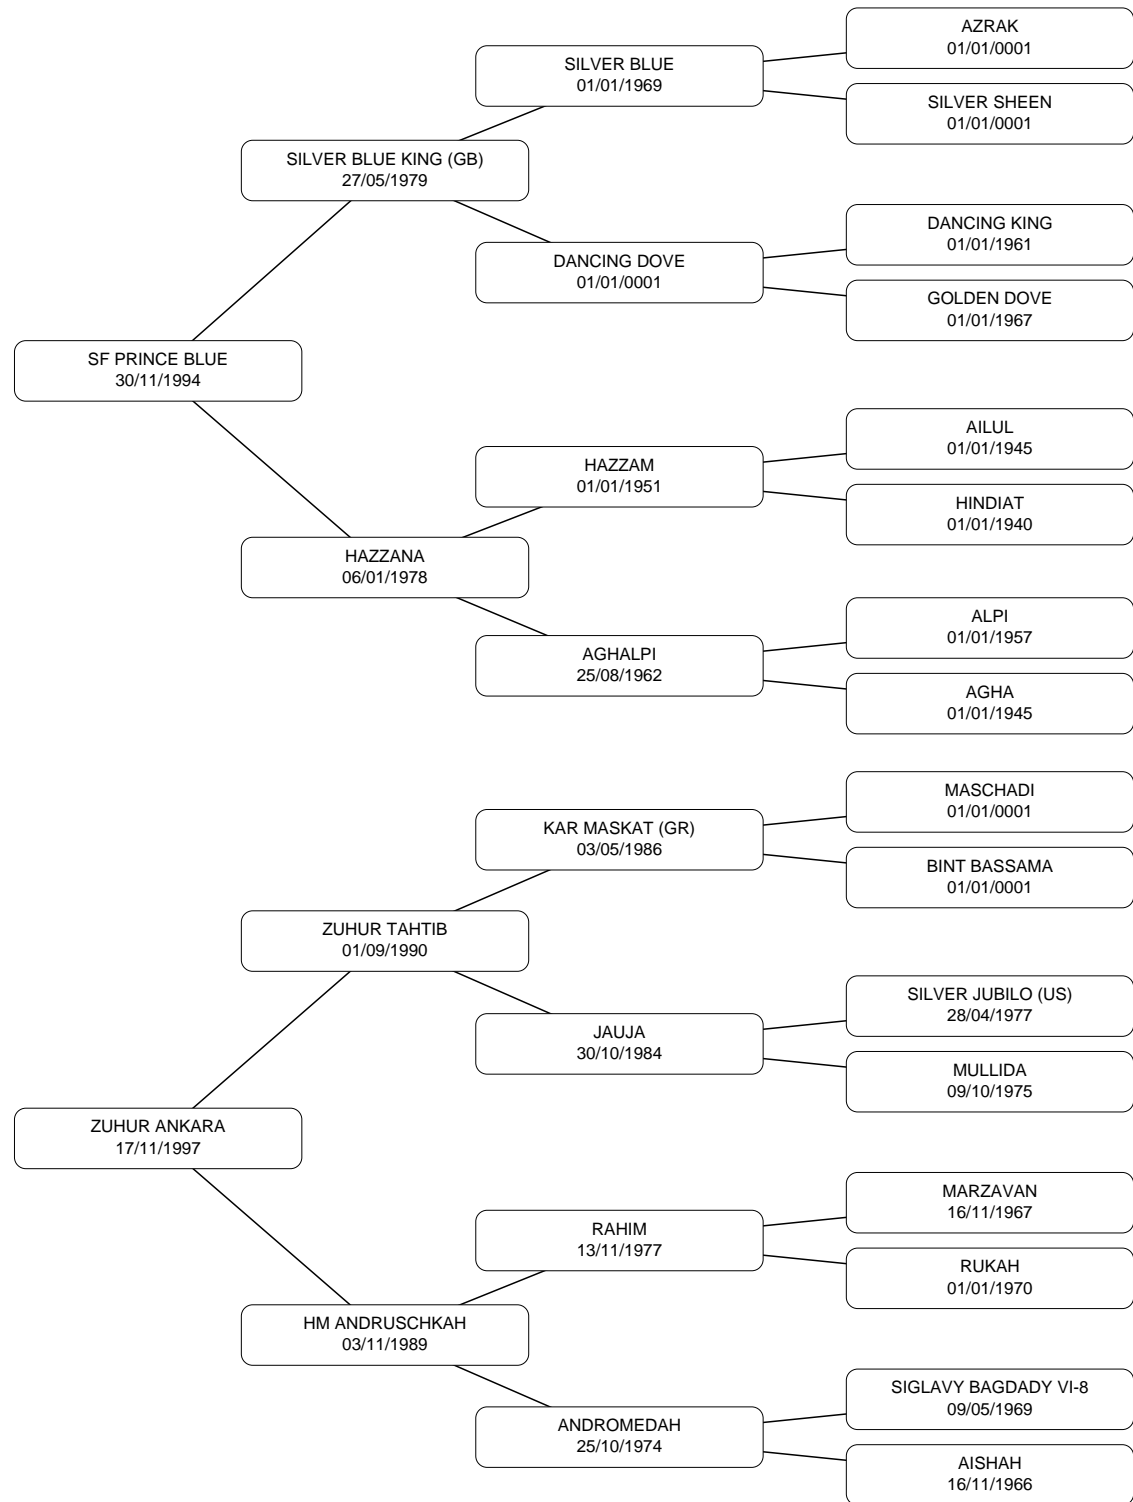 AZRAK
01/01/0001
SILVER BLUE
01/01/1969
SILVER SHEEN
01/01/0001
SILVER BLUE KING (GB)
27/05/1979
DANCING KING
01/01/1961
DANCING DOVE
01/01/0001
GOLDEN DOVE
01/01/1967
SF PRINCE BLUE
30/11/1994
AILUL
01/01/1945
HAZZAM
01/01/1951
HINDIAT
01/01/1940
HAZZANA
06/01/1978
ALPI
01/01/1957
AGHALPI
25/08/1962
AGHA
01/01/1945
MASCHADI
01/01/0001
KAR MASKAT (GR)
03/05/1986
BINT BASSAMA
01/01/0001
ZUHUR TAHTIB
01/09/1990
SILVER JUBILO (US)
28/04/1977
JAUJA
30/10/1984
MULLIDA
09/10/1975
ZUHUR ANKARA
17/11/1997
MARZAVAN
16/11/1967
RAHIM
13/11/1977
RUKAH
01/01/1970
HM ANDRUSCHKAH
03/11/1989
SIGLAVY BAGDADY VI-8
09/05/1969
ANDROMEDAH
25/10/1974
AISHAH
16/11/1966